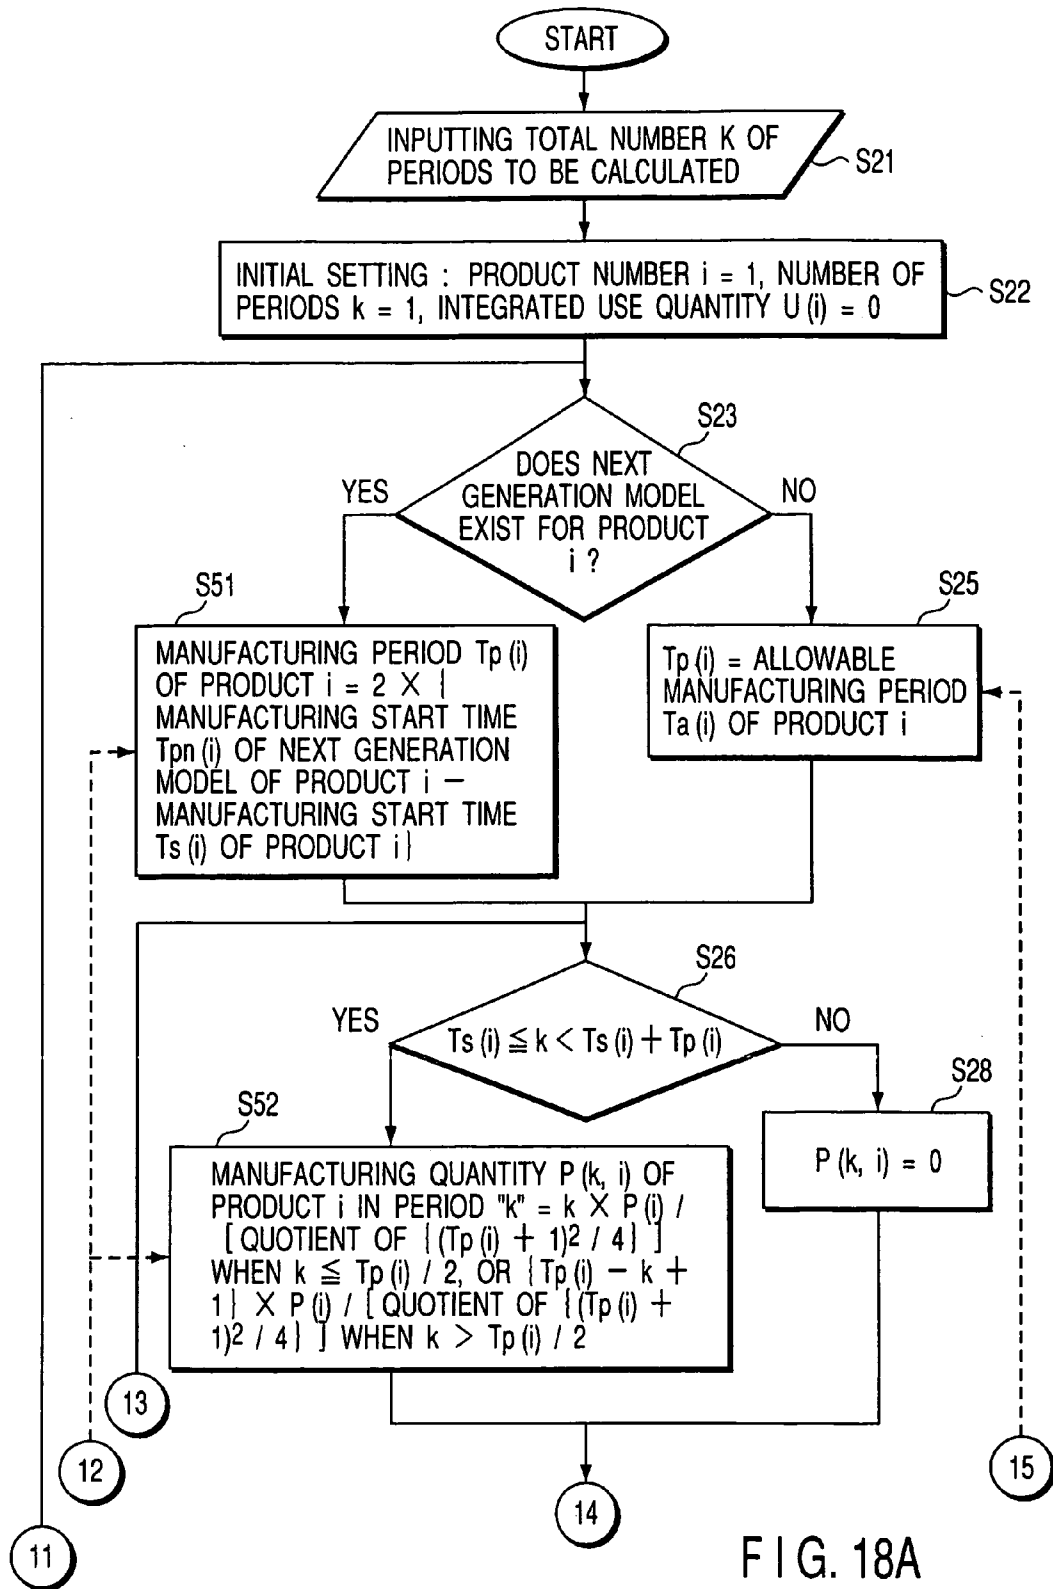 START
INPUTTING TOTAL NUMBER K OF
PERIODS TO BE CALCULATED
S21
INITIAL SETTING : PRODUCT NUMBER i = 1, NUMBER OF
PERIODS k = 1, INTEGRATED USE QUANTITY U (i) = 0
S22
S23
DOES NEXT
GENERATION MODEL
EXIST FOR PRODUCT
i ?
YES
NO
S51
MANUFACTURING PERIOD Tp (i)
OF PRODUCT i = 2 X {
MANUFACTURING START TIME
Tpn (i) OF NEXT GENERATION
MODEL OF PRODUCT i −
MANUFACTURING START TIME
Ts (i) OF PRODUCT i }
S25
Tp (i) = ALLOWABLE
MANUFACTURING PERIOD
Ta (i) OF PRODUCT i
S26
YES
Ts (i) ≦ k < Ts (i) + Tp (i)
NO
S52
MANUFACTURING QUANTITY P (k, i) OF
PRODUCT i IN PERIOD "k" = k X P (i) /
[ QUOTIENT OF { (Tp (i) + 1)² / 4 } ]
WHEN k ≦ Tp (i) / 2, OR { Tp (i) − k +
1 } X P (i) / [ QUOTIENT OF { (Tp (i) +
1)² / 4 } ] WHEN k > Tp (i) / 2
S28
P (k, i) = 0
13
12
11
14
15
FIG. 18A